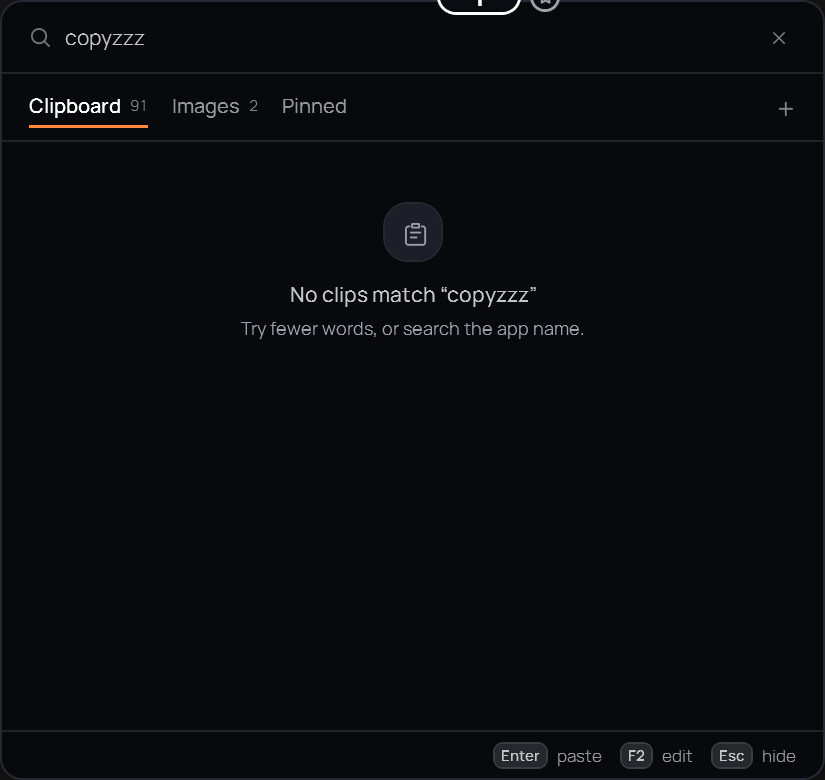 copyzzz
Clipboard 91 Images 2 Pinned
No clips match “copyzzz”
Try fewer words, or search the app name.
Enter paste F2 edit Esc hide